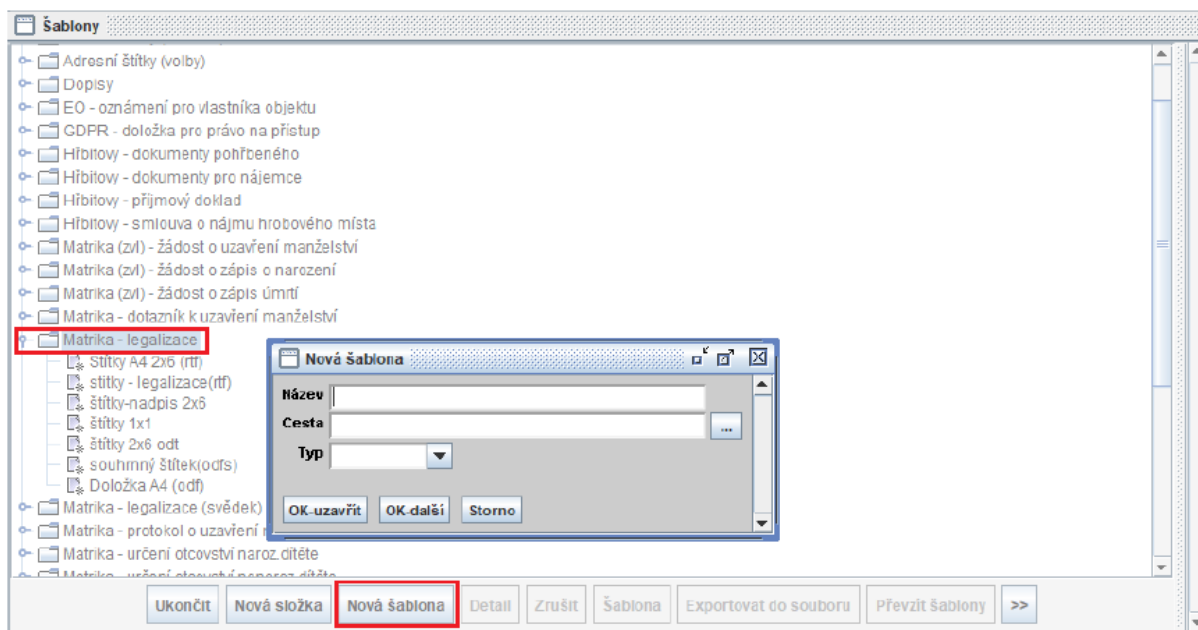 Šablony
Adresní štítky (volby)
Dopisy
EO - oznámení pro vlastníka objektu
GDPR - doložka pro právo na přístup
Hřbitovy - dokumenty pohřbeného
Hřbitovy - dokumenty pro nájemce
Hřbitovy - příjmový doklad
Hřbitovy - smlouva o nájmu hrobového místa
Matrika (zvl) - žádost o uzavření manželství
Matrika (zvl) - žádost o zápis o narození
Matrika (zvl) - žádost o zápis úmrtí
Matrika - dotazník k uzavření manželství
Matrika - legalizace
Štítky A4 2x6 (rtf)
stitky - legalizace(rtf)
štítky-nadpis 2x6
štítky 1x1
štítky 2x6 odt
souhrnný štítek(odfs)
Doložka A4 (odf)
Matrika - legalizace (svědek)
Matrika - protokol o uzavření
Matrika - určení otcovství naroz.dítěte
Matrika - určení otcovství nenaroz.dítěte
Nová šablona
Název
Cesta
...
Typ
OK-uzavřít OK-další Storno
Ukončit Nová složka Nová šablona Detail Zrušit Šablona Exportovat do souboru Převzít šablony >>